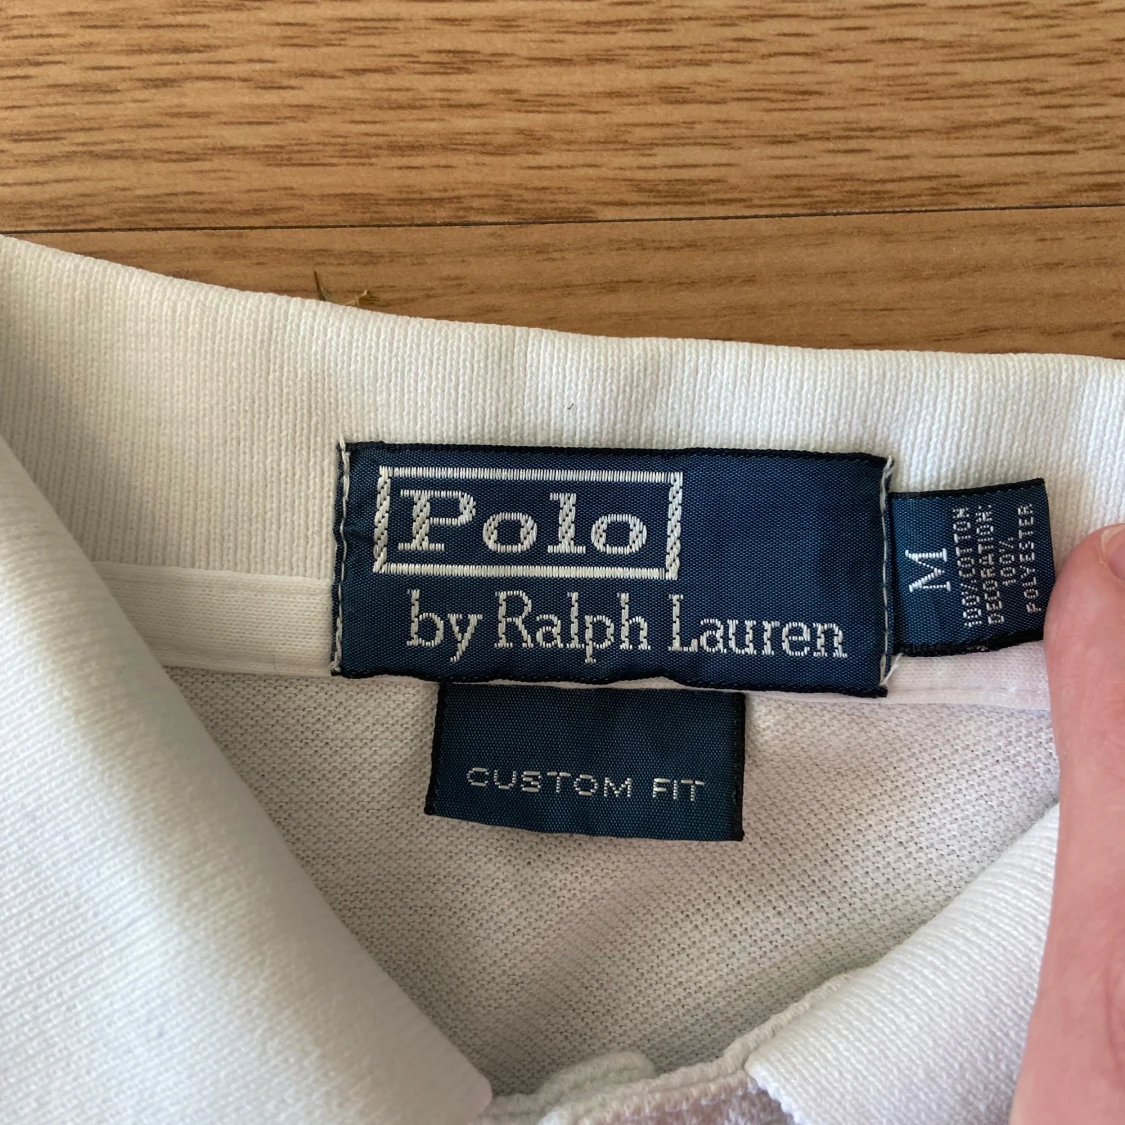 Polo
by Ralph Lauren
M
100% COTTON
DECORATION:
100%
POLYESTER
CUSTOM FIT